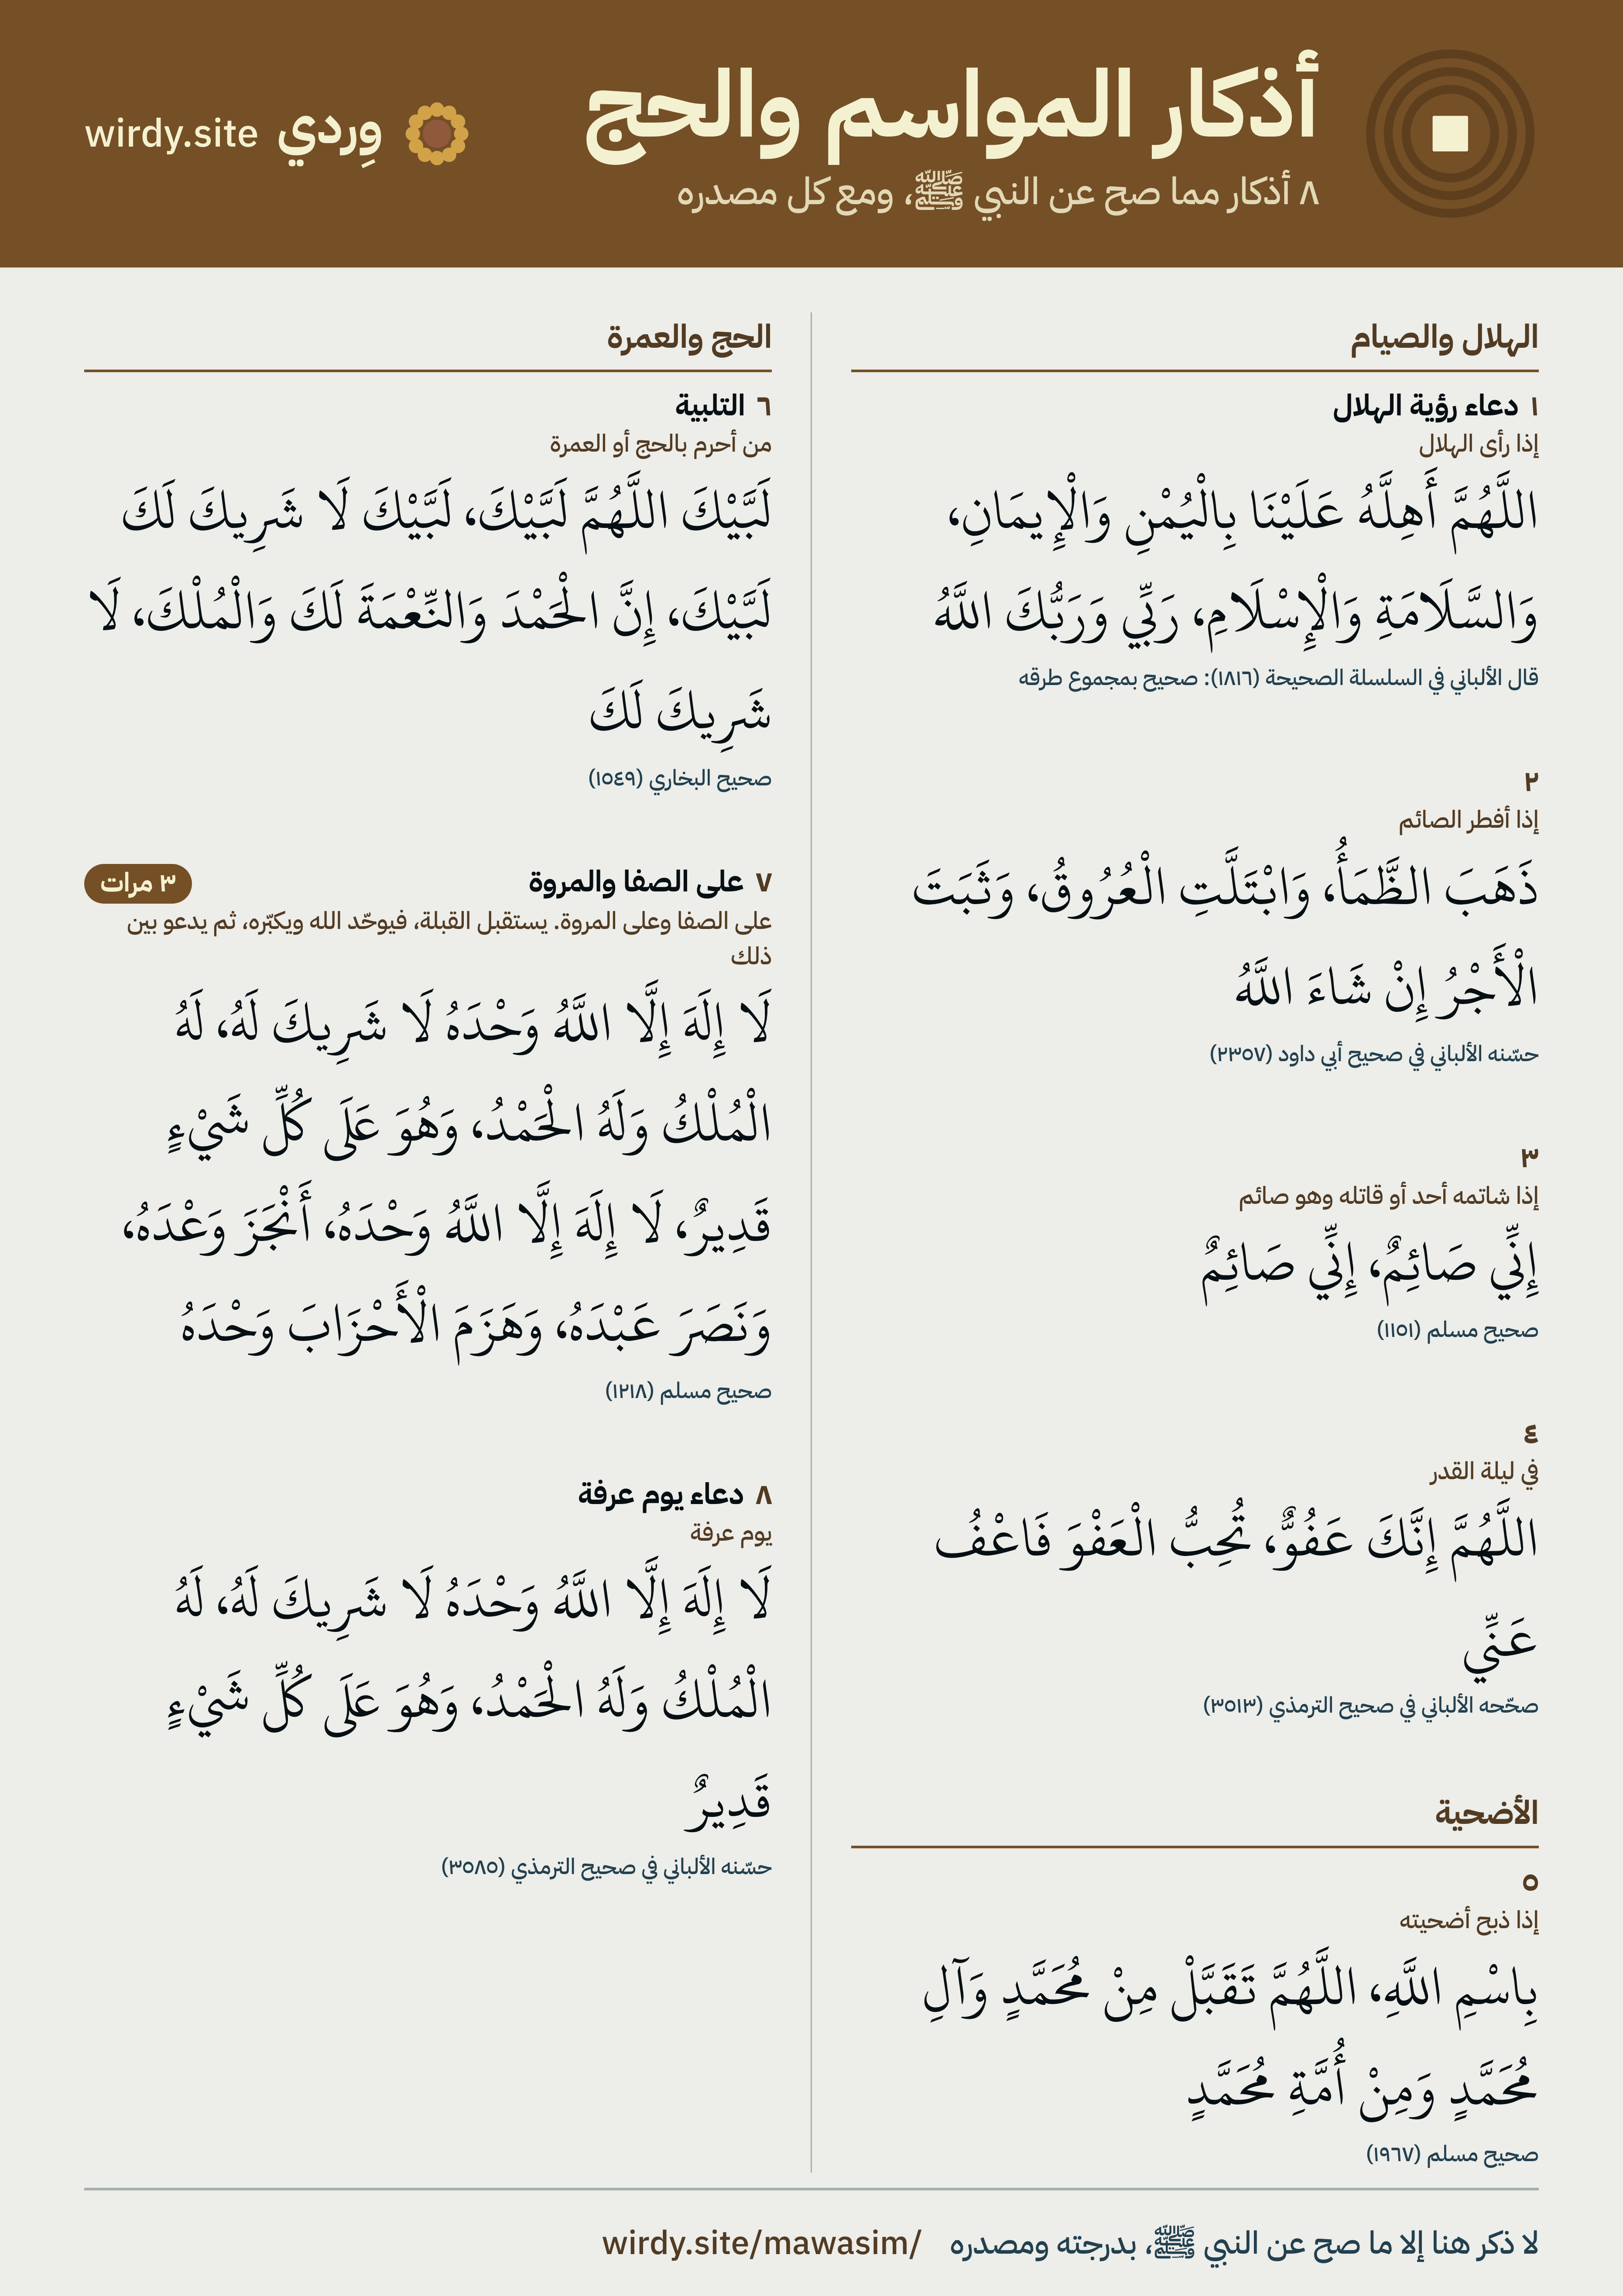 أذكار المواسم والحج
٨ أذكار مما صح عن النبي ﷺ، ومع كل مصدره
وِردي wirdy.site
الهلال والصيام
١ دعاء رؤية الهلال
إذا رأى الهلال
اللَّهُمَّ أَهِلَّهُ عَلَيْنَا بِالْيُمْنِ وَالْإِيمَانِ،
وَالسَّلَامَةِ وَالْإِسْلَامِ، رَبِّي وَرَبُّكَ اللَّهُ
قال الألباني في السلسلة الصحيحة (١٨١٦): صحيح بمجموع طرقه
٢
إذا أفطر الصائم
ذَهَبَ الظَّمَأُ، وَابْتَلَّتِ الْعُرُوقُ، وَثَبَتَ
الْأَجْرُ إِنْ شَاءَ اللَّهُ
حسّنه الألباني في صحيح أبي داود (٢٣٥٧)
٣
إذا شاتمه أحد أو قاتله وهو صائم
إِنِّي صَائِمٌ، إِنِّي صَائِمٌ
صحيح مسلم (١١٥١)
٤
في ليلة القدر
اللَّهُمَّ إِنَّكَ عَفُوٌّ، تُحِبُّ الْعَفْوَ فَاعْفُ
عَنِّي
صحّحه الألباني في صحيح الترمذي (٣٥١٣)
الأضحية
٥
إذا ذبح أضحيته
بِاسْمِ اللَّهِ، اللَّهُمَّ تَقَبَّلْ مِنْ مُحَمَّدٍ وَآلِ
مُحَمَّدٍ وَمِنْ أُمَّةِ مُحَمَّدٍ
صحيح مسلم (١٩٦٧)
الحج والعمرة
٦ التلبية
من أحرم بالحج أو العمرة
لَبَّيْكَ اللَّهُمَّ لَبَّيْكَ، لَبَّيْكَ لَا شَرِيكَ لَكَ
لَبَّيْكَ، إِنَّ الْحَمْدَ وَالنِّعْمَةَ لَكَ وَالْمُلْكَ، لَا
شَرِيكَ لَكَ
صحيح البخاري (١٥٤٩)
٧ على الصفا والمروة
٣ مرات
على الصفا وعلى المروة. يستقبل القبلة، فيوحّد الله ويكبّره، ثم يدعو بين
ذلك
لَا إِلَهَ إِلَّا اللَّهُ وَحْدَهُ لَا شَرِيكَ لَهُ، لَهُ
الْمُلْكُ وَلَهُ الْحَمْدُ، وَهُوَ عَلَى كُلِّ شَيْءٍ
قَدِيرٌ، لَا إِلَهَ إِلَّا اللَّهُ وَحْدَهُ، أَنْجَزَ وَعْدَهُ،
وَنَصَرَ عَبْدَهُ، وَهَزَمَ الْأَحْزَابَ وَحْدَهُ
صحيح مسلم (١٢١٨)
٨ دعاء يوم عرفة
يوم عرفة
لَا إِلَهَ إِلَّا اللَّهُ وَحْدَهُ لَا شَرِيكَ لَهُ، لَهُ
الْمُلْكُ وَلَهُ الْحَمْدُ، وَهُوَ عَلَى كُلِّ شَيْءٍ
قَدِيرٌ
حسّنه الألباني في صحيح الترمذي (٣٥٨٥)
لا ذكر هنا إلا ما صح عن النبي ﷺ، بدرجته ومصدره wirdy.site/mawasim/